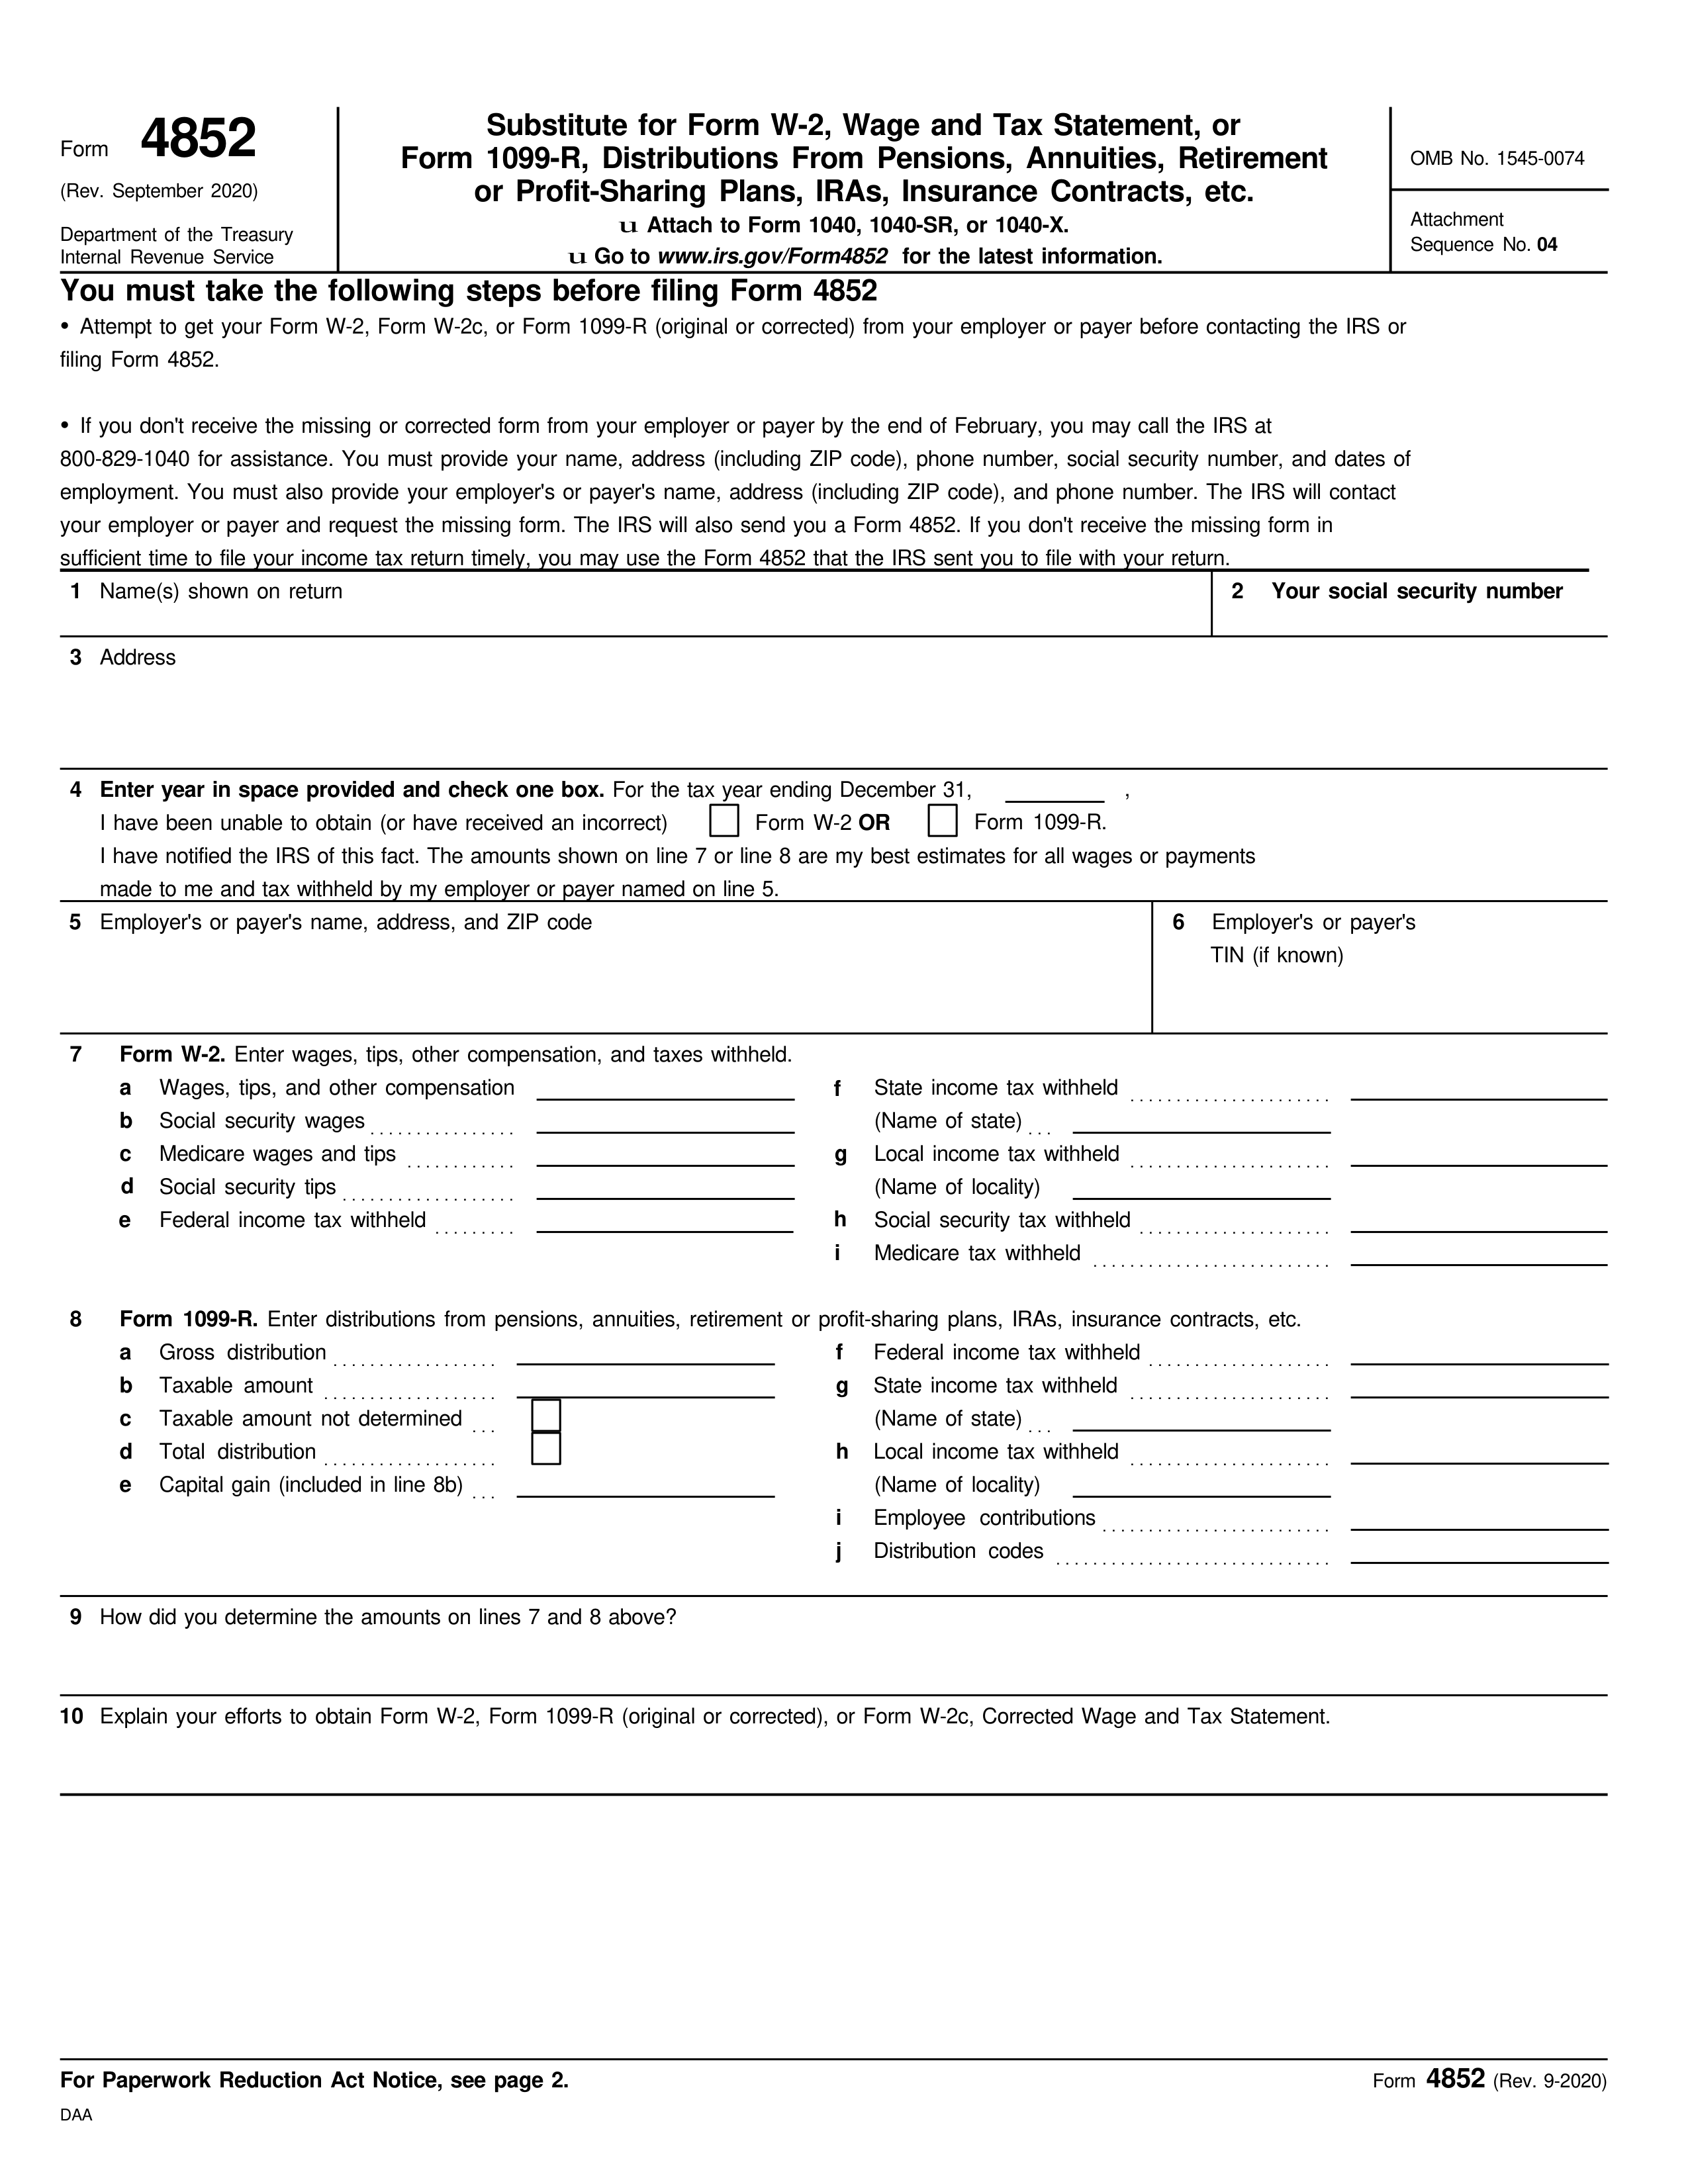 Form 4852
(Rev. September 2020)
Department of the Treasury
Internal Revenue Service
Substitute for Form W-2, Wage and Tax Statement, or
Form 1099-R, Distributions From Pensions, Annuities, Retirement
or Profit-Sharing Plans, IRAs, Insurance Contracts, etc.
u Attach to Form 1040, 1040-SR, or 1040-X.
u Go to www.irs.gov/Form4852 for the latest information.
OMB No. 1545-0074
Attachment
Sequence No. 04
You must take the following steps before filing Form 4852
• Attempt to get your Form W-2, Form W-2c, or Form 1099-R (original or corrected) from your employer or payer before contacting the IRS or
filing Form 4852.
• If you don't receive the missing or corrected form from your employer or payer by the end of February, you may call the IRS at
800-829-1040 for assistance. You must provide your name, address (including ZIP code), phone number, social security number, and dates of
employment. You must also provide your employer's or payer's name, address (including ZIP code), and phone number. The IRS will contact
your employer or payer and request the missing form. The IRS will also send you a Form 4852. If you don't receive the missing form in
sufficient time to file your income tax return timely, you may use the Form 4852 that the IRS sent you to file with your return.
1 Name(s) shown on return
2 Your social security number
3 Address
4 Enter year in space provided and check one box. For the tax year ending December 31, ,
I have been unable to obtain (or have received an incorrect) Form W-2 OR Form 1099-R.
I have notified the IRS of this fact. The amounts shown on line 7 or line 8 are my best estimates for all wages or payments
made to me and tax withheld by my employer or payer named on line 5.
5 Employer's or payer's name, address, and ZIP code
6 Employer's or payer's
TIN (if known)
7 Form W-2. Enter wages, tips, other compensation, and taxes withheld.
a Wages, tips, and other compensation
b Social security wages
c Medicare wages and tips
d Social security tips
e Federal income tax withheld
f State income tax withheld
(Name of state)
g Local income tax withheld
(Name of locality)
h Social security tax withheld
i Medicare tax withheld
8 Form 1099-R. Enter distributions from pensions, annuities, retirement or profit-sharing plans, IRAs, insurance contracts, etc.
a Gross distribution
b Taxable amount
c Taxable amount not determined
d Total distribution
e Capital gain (included in line 8b)
f Federal income tax withheld
g State income tax withheld
(Name of state)
h Local income tax withheld
(Name of locality)
i Employee contributions
j Distribution codes
9 How did you determine the amounts on lines 7 and 8 above?
10 Explain your efforts to obtain Form W-2, Form 1099-R (original or corrected), or Form W-2c, Corrected Wage and Tax Statement.
For Paperwork Reduction Act Notice, see page 2.
Form 4852 (Rev. 9-2020)
DAA